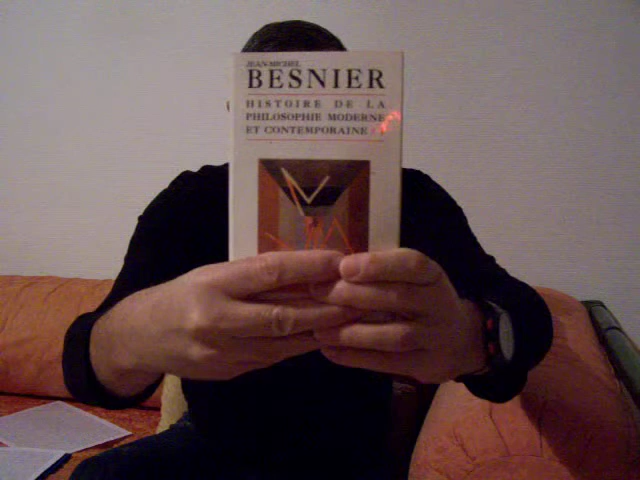 JEAN-MICHEL
BESNIER
HISTOIRE DE LA
PHILOSOPHIE MODERNE
ET CONTEMPORAINE